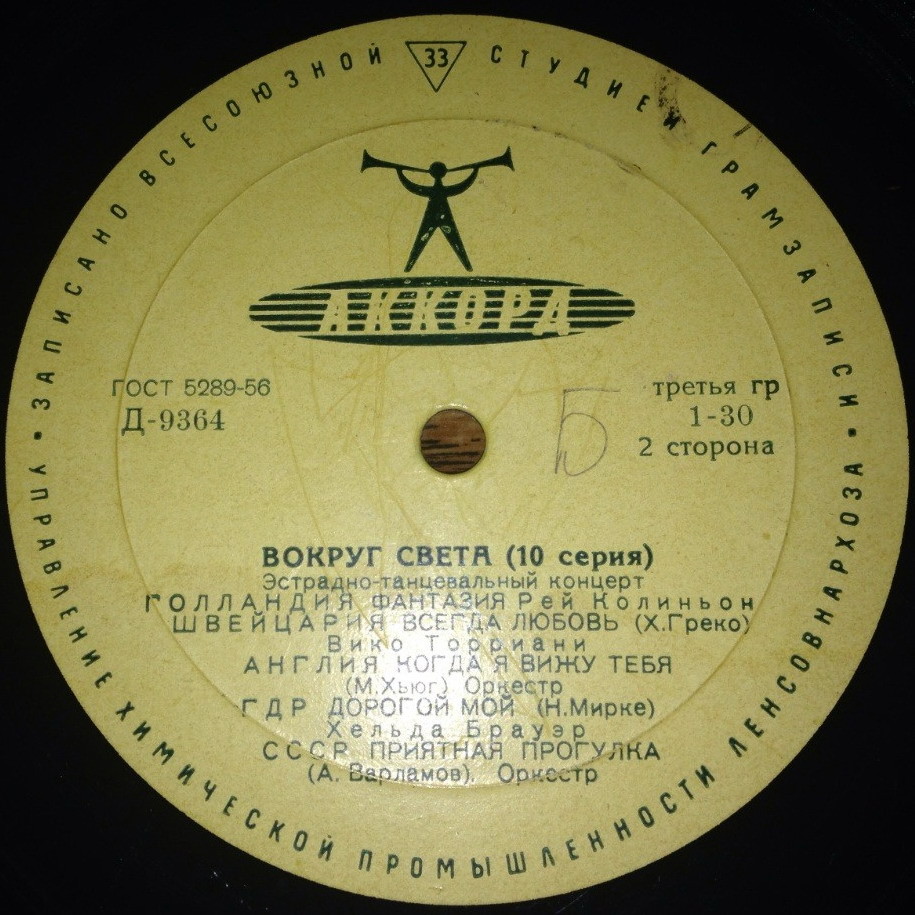 ЗАПИСАНО ВСЕСОЮЗНОЙ СТУДИЕЙ ГРАМЗАПИСИ
33
АККОРД
ГОСТ 5289-56
Д-9364
третья гр
1-30
2 сторона
Б
ВОКРУГ СВЕТА (10 серия)
Эстрадно-танцевальный концерт
ГОЛЛАНДИЯ ФАНТАЗИЯ Рей Колиньон
ШВЕЙЦАРИЯ ВСЕГДА ЛЮБОВЬ (Х.Греко)
Вико Торриани
АНГЛИЯ КОГДА Я ВИЖУ ТЕБЯ
(М.Хьюг) Оркестр
ГДР ДОРОГОЙ МОЙ (Н.Мирке)
Хельда Брауэр
СССР ПРИЯТНАЯ ПРОГУЛКА
(А. Варламов). Оркестр
• УПРАВЛЕНИЕ ХИМИЧЕСКОЙ ПРОМЫШЛЕННОСТИ ЛЕНСОВНАРХОЗА •